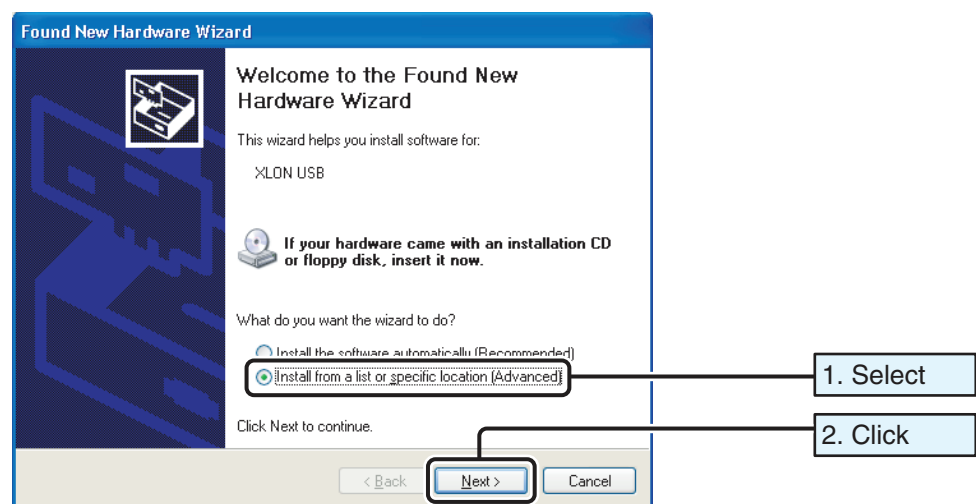 Found New Hardware Wizard
Welcome to the Found New
Hardware Wizard
This wizard helps you install software for:
XLON USB
If your hardware came with an installation CD
or floppy disk, insert it now.
What do you want the wizard to do?
Install the software automatically (Recommended)
Install from a list or specific location (Advanced)
1. Select
Click Next to continue.
2. Click
< Back
Next >
Cancel